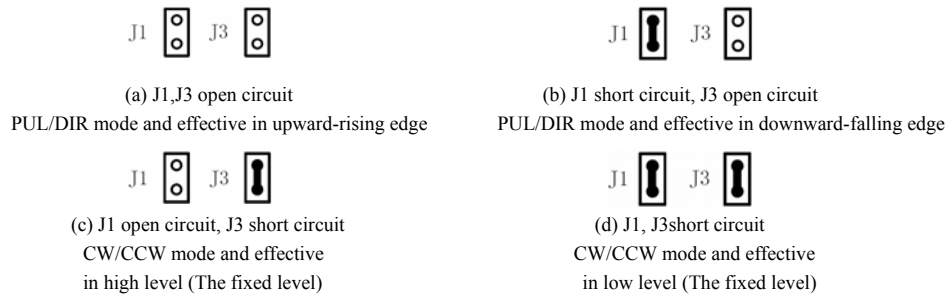 J1 J3 J1 J3
(a) J1,J3 open circuit
PUL/DIR mode and effective in upward-rising edge
(b) J1 short circuit, J3 open circuit
PUL/DIR mode and effective in downward-falling edge
J1 J3 J1 J3
(c) J1 open circuit, J3 short circuit
CW/CCW mode and effective
in high level (The fixed level)
(d) J1, J3short circuit
CW/CCW mode and effective
in low level (The fixed level)